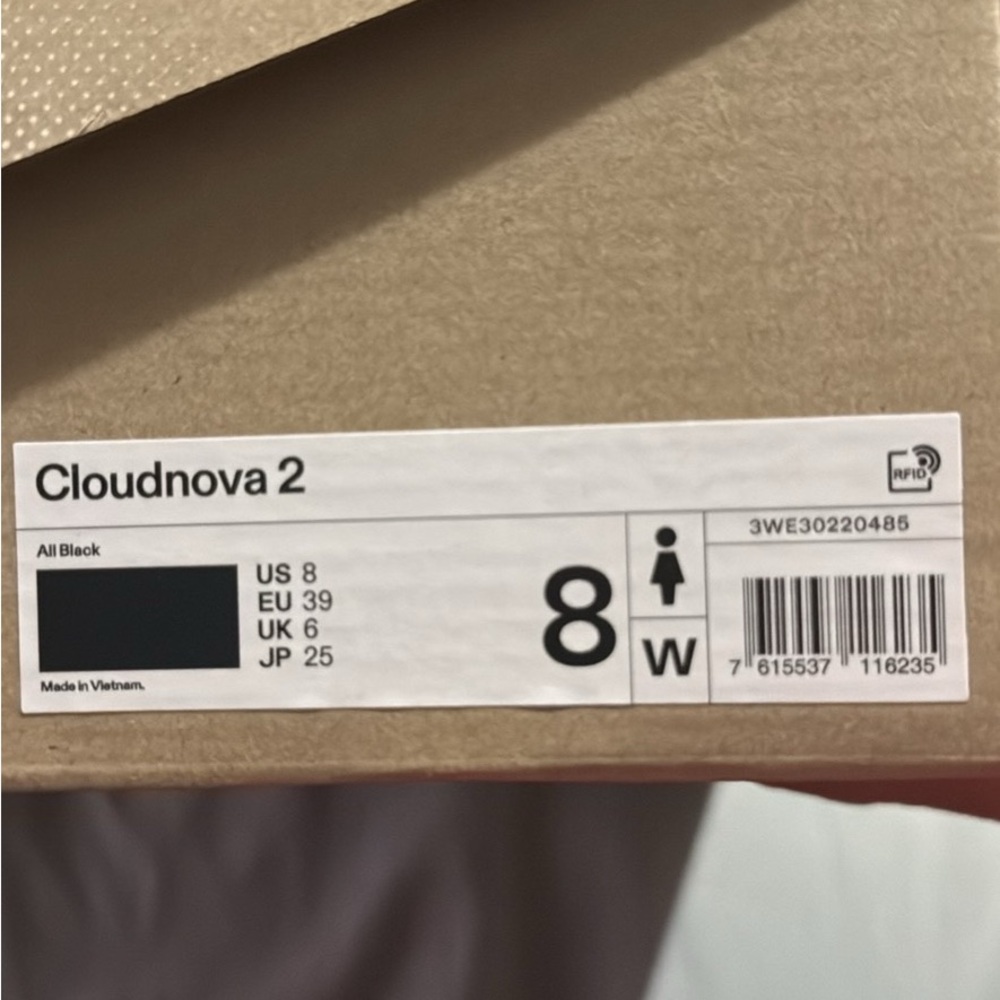 Cloudnova 2
RFID
All Black
US 8
EU 39
UK 6
JP 25
Made in Vietnam.
8
W
3WE30220485
7 615537 116235